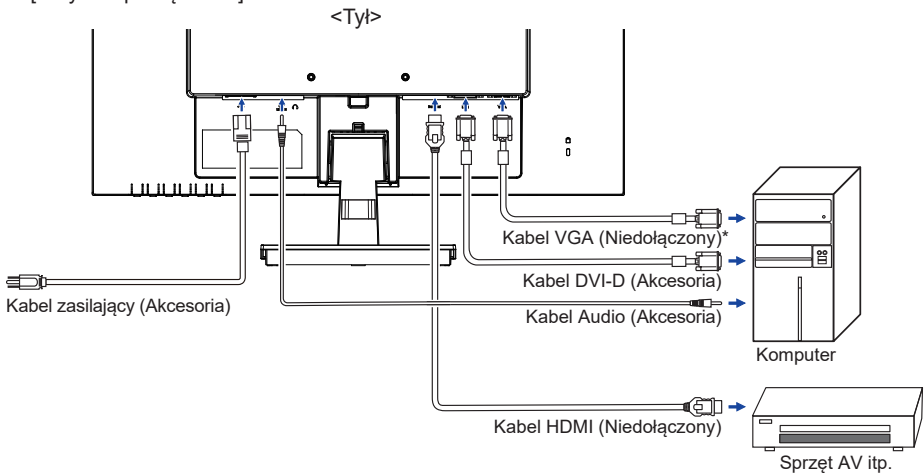 <Tył>
Kabel VGA (Niedołączony)*
Kabel DVI-D (Akcesoria)
Kabel zasilający (Akcesoria)
Kabel Audio (Akcesoria)
Komputer
Kabel HDMI (Niedołączony)
Sprzęt AV itp.